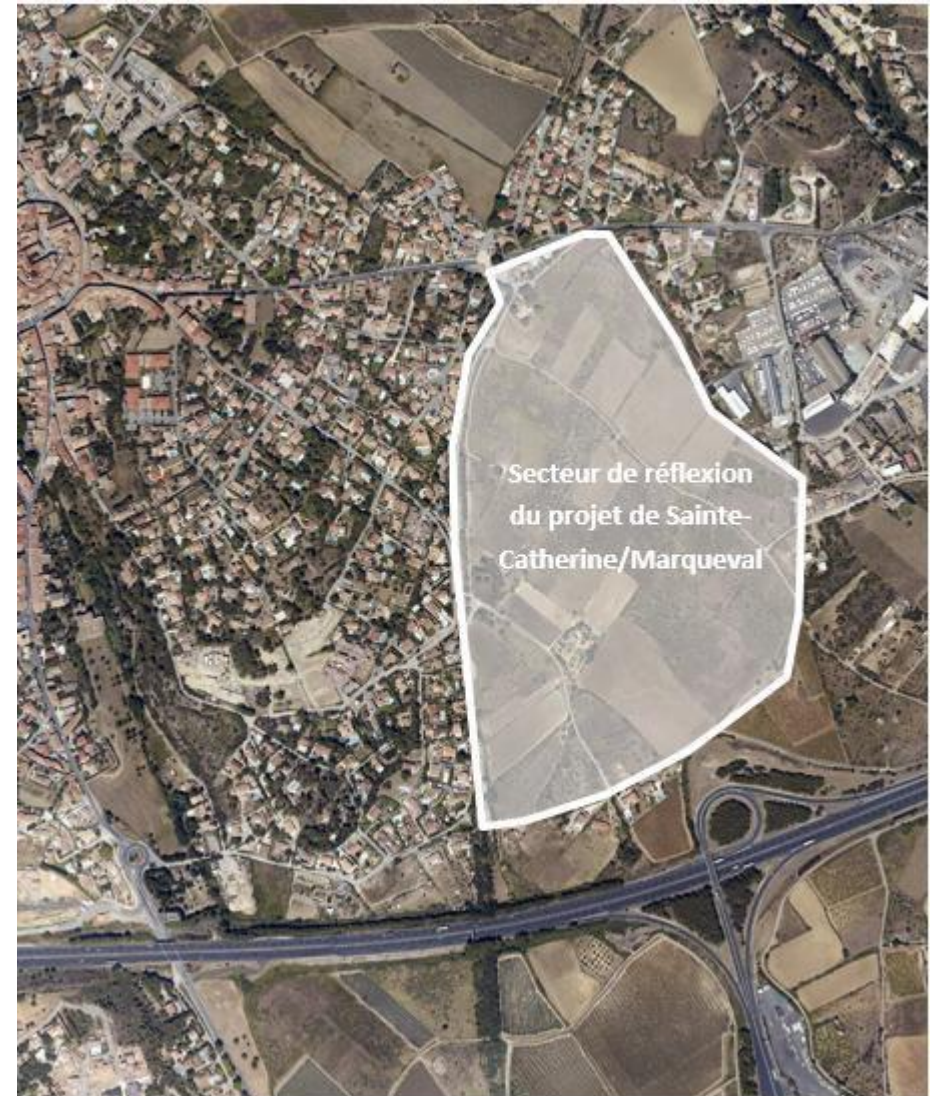 Secteur de réflexion
du projet de Sainte-
Catherine/Marqueval